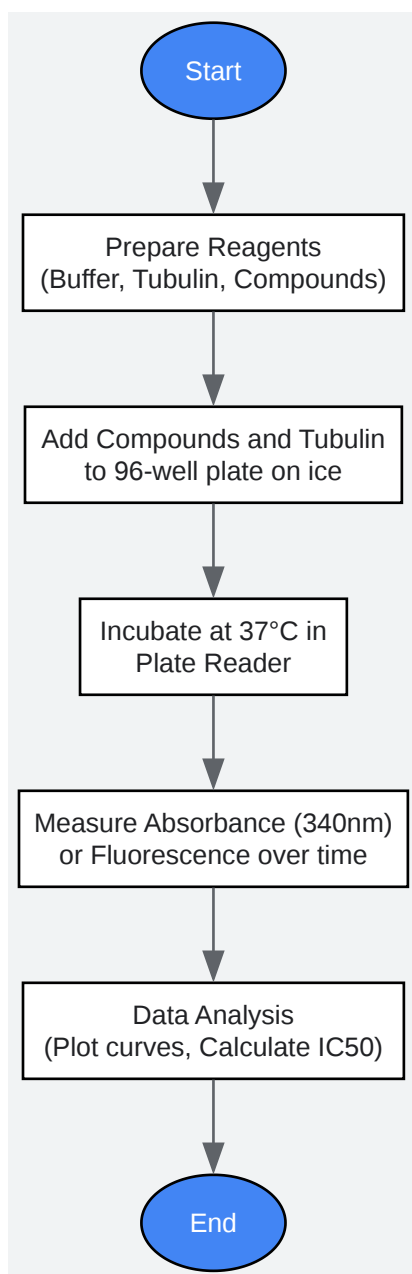 Start
Prepare Reagents
(Buffer, Tubulin, Compounds)
Add Compounds and Tubulin
to 96-well plate on ice
Incubate at 37°C in
Plate Reader
Measure Absorbance (340nm)
or Fluorescence over time
Data Analysis
(Plot curves, Calculate IC50)
End